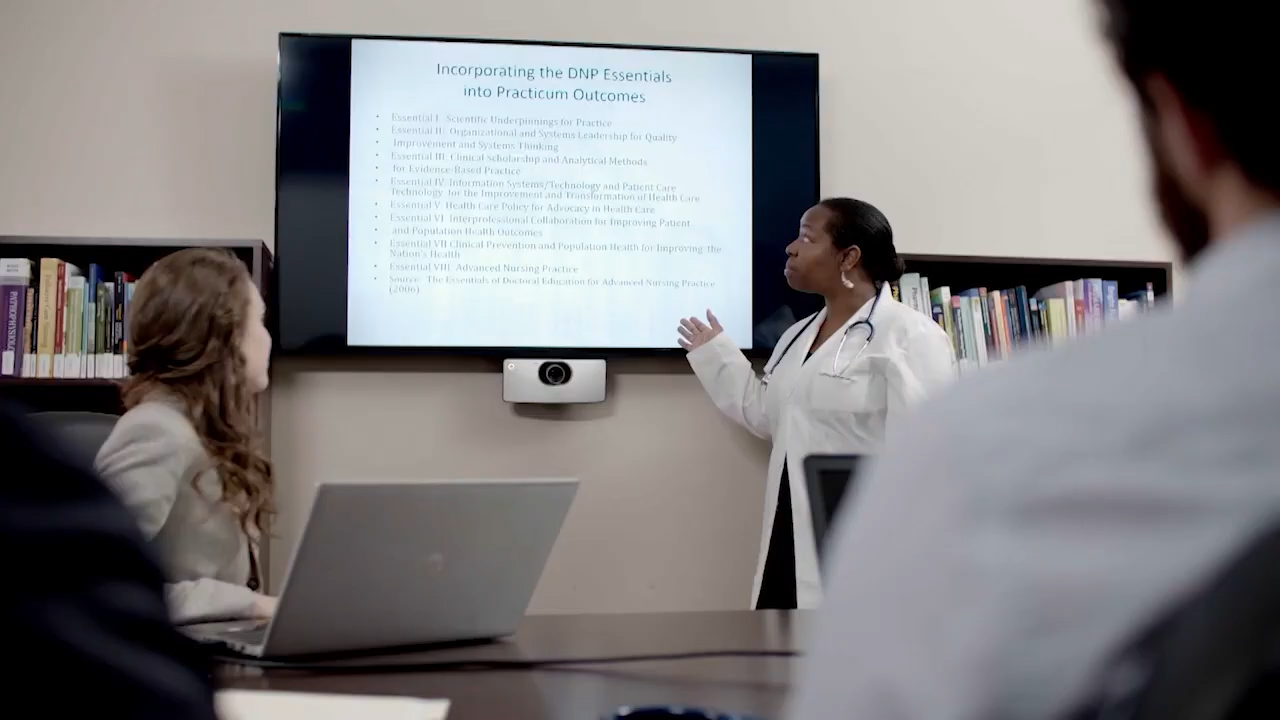 Incorporating the DNP Essentials
into Practicum Outcomes
• Essential I: Scientific Underpinnings for Practice
• Essential II: Organizational and Systems Leadership for Quality
• Improvement and Systems Thinking
• Essential III: Clinical Scholarship and Analytical Methods
• for Evidence-Based Practice
• Essential IV: Information Systems/Technology and Patient Care
Technology for the Improvement and Transformation of Health Care
• Essential V: Health Care Policy for Advocacy in Health Care
• Essential VI: Interprofessional Collaboration for Improving Patient
• and Population Health Outcomes
• Essential VII Clinical Prevention and Population Health for Improving the
Nation's Health
• Essential VIII: Advanced Nursing Practice
• Source: The Essentials of Doctoral Education for Advanced Nursing Practice
(2006)